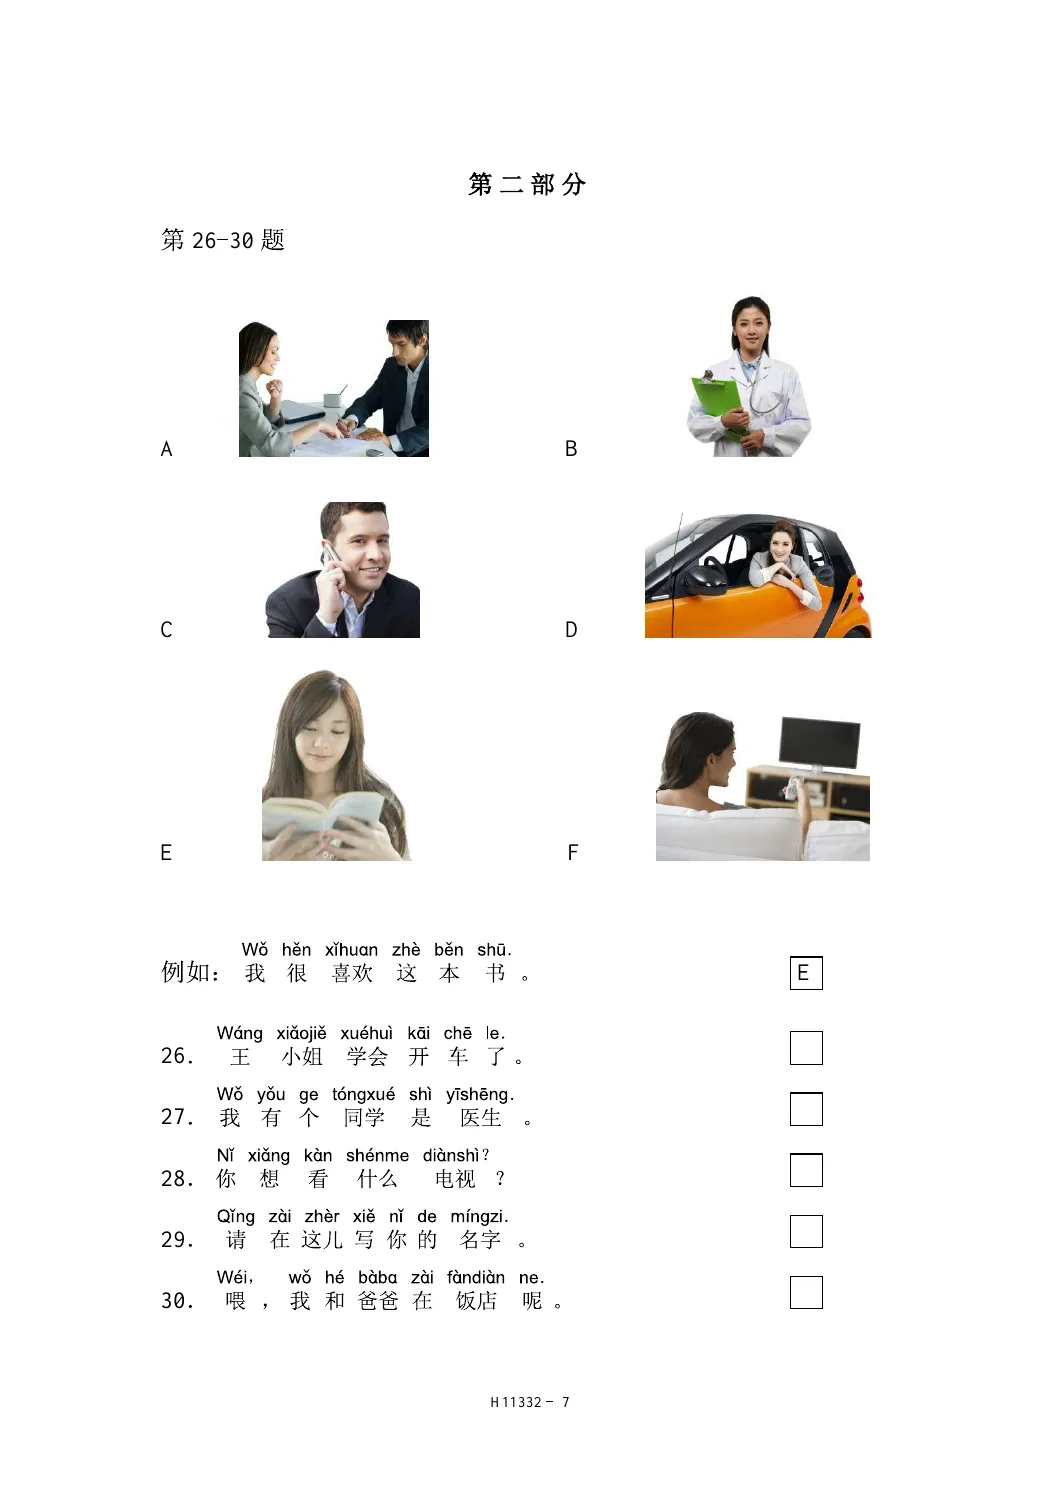 第二部分
第 26-30 题
A
B
C
D
E
F
Wǒ hěn xǐhuan zhè běn shū.
例如： 我 很 喜欢 这 本 书 。
E
Wáng xiǎojiě xuéhuì kāi chē le.
26. 王 小姐 学会 开 车 了 。
Wǒ yǒu ge tóngxué shì yīshēng.
27. 我 有 个 同学 是 医生 。
Nǐ xiǎng kàn shénme diànshì?
28. 你 想 看 什么 电视 ？
Qǐng zài zhèr xiě nǐ de míngzi.
29. 请 在 这儿 写 你 的 名字 。
Wéi, wǒ hé bàba zài fàndiàn ne.
30. 喂 ， 我 和 爸爸 在 饭店 呢 。
H11332 - 7